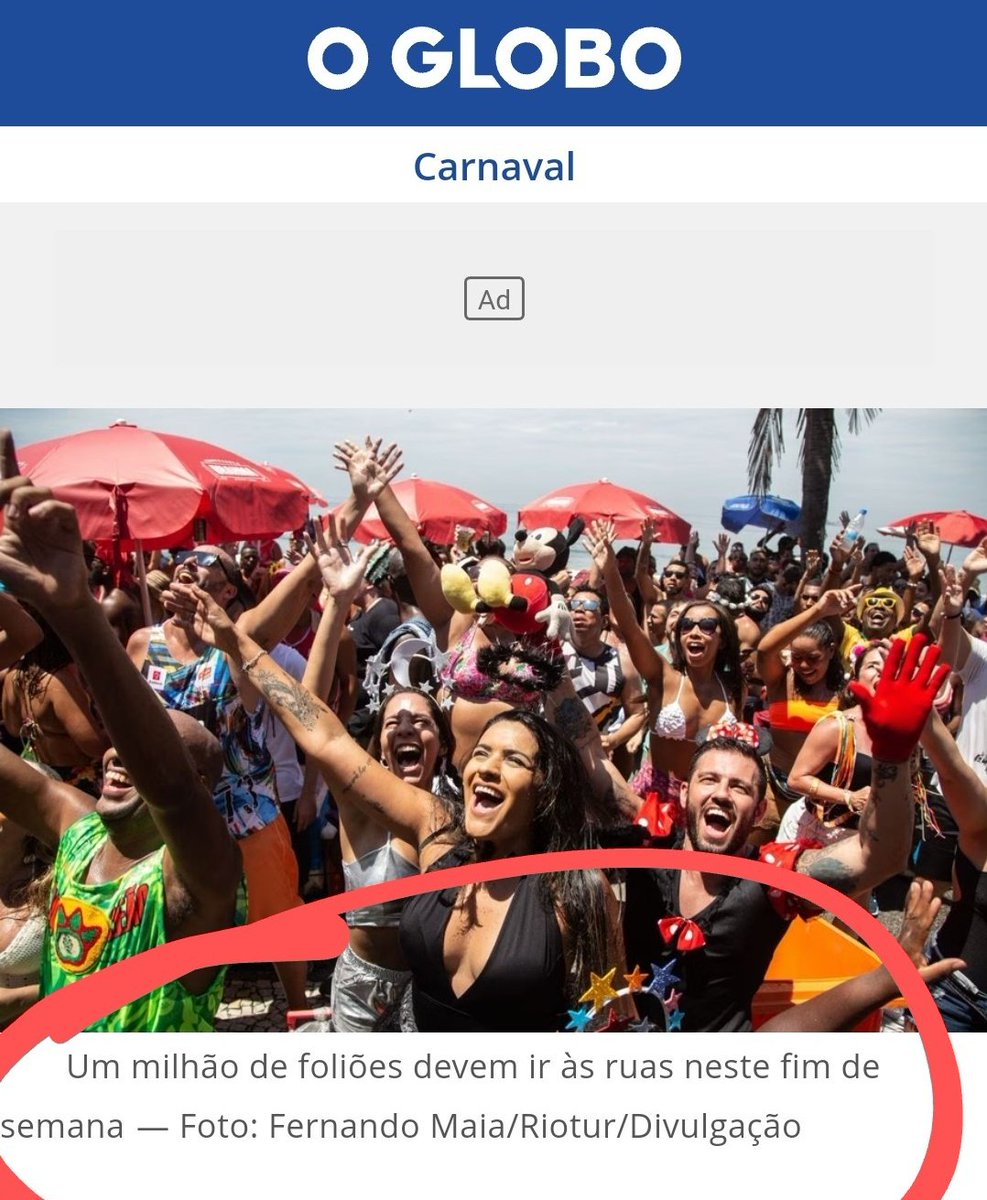 O GLOBO
Carnaval
Ad
Um milhão de foliões devem ir às ruas neste fim de
semana — Foto: Fernando Maia/Riotur/Divulgação